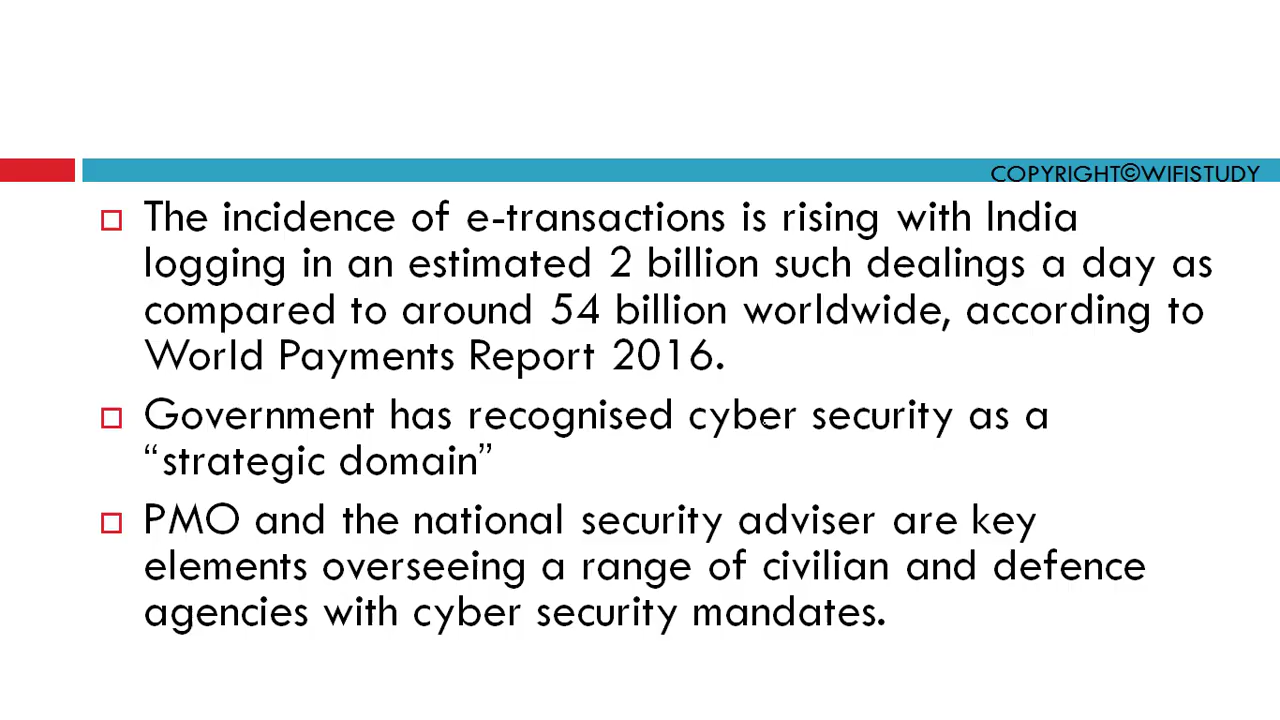 COPYRIGHT©WIFISTUDY
The incidence of e-transactions is rising with India
logging in an estimated 2 billion such dealings a day as
compared to around 54 billion worldwide, according to
World Payments Report 2016.
Government has recognised cyber security as a
“strategic domain”
PMO and the national security adviser are key
elements overseeing a range of civilian and defence
agencies with cyber security mandates.